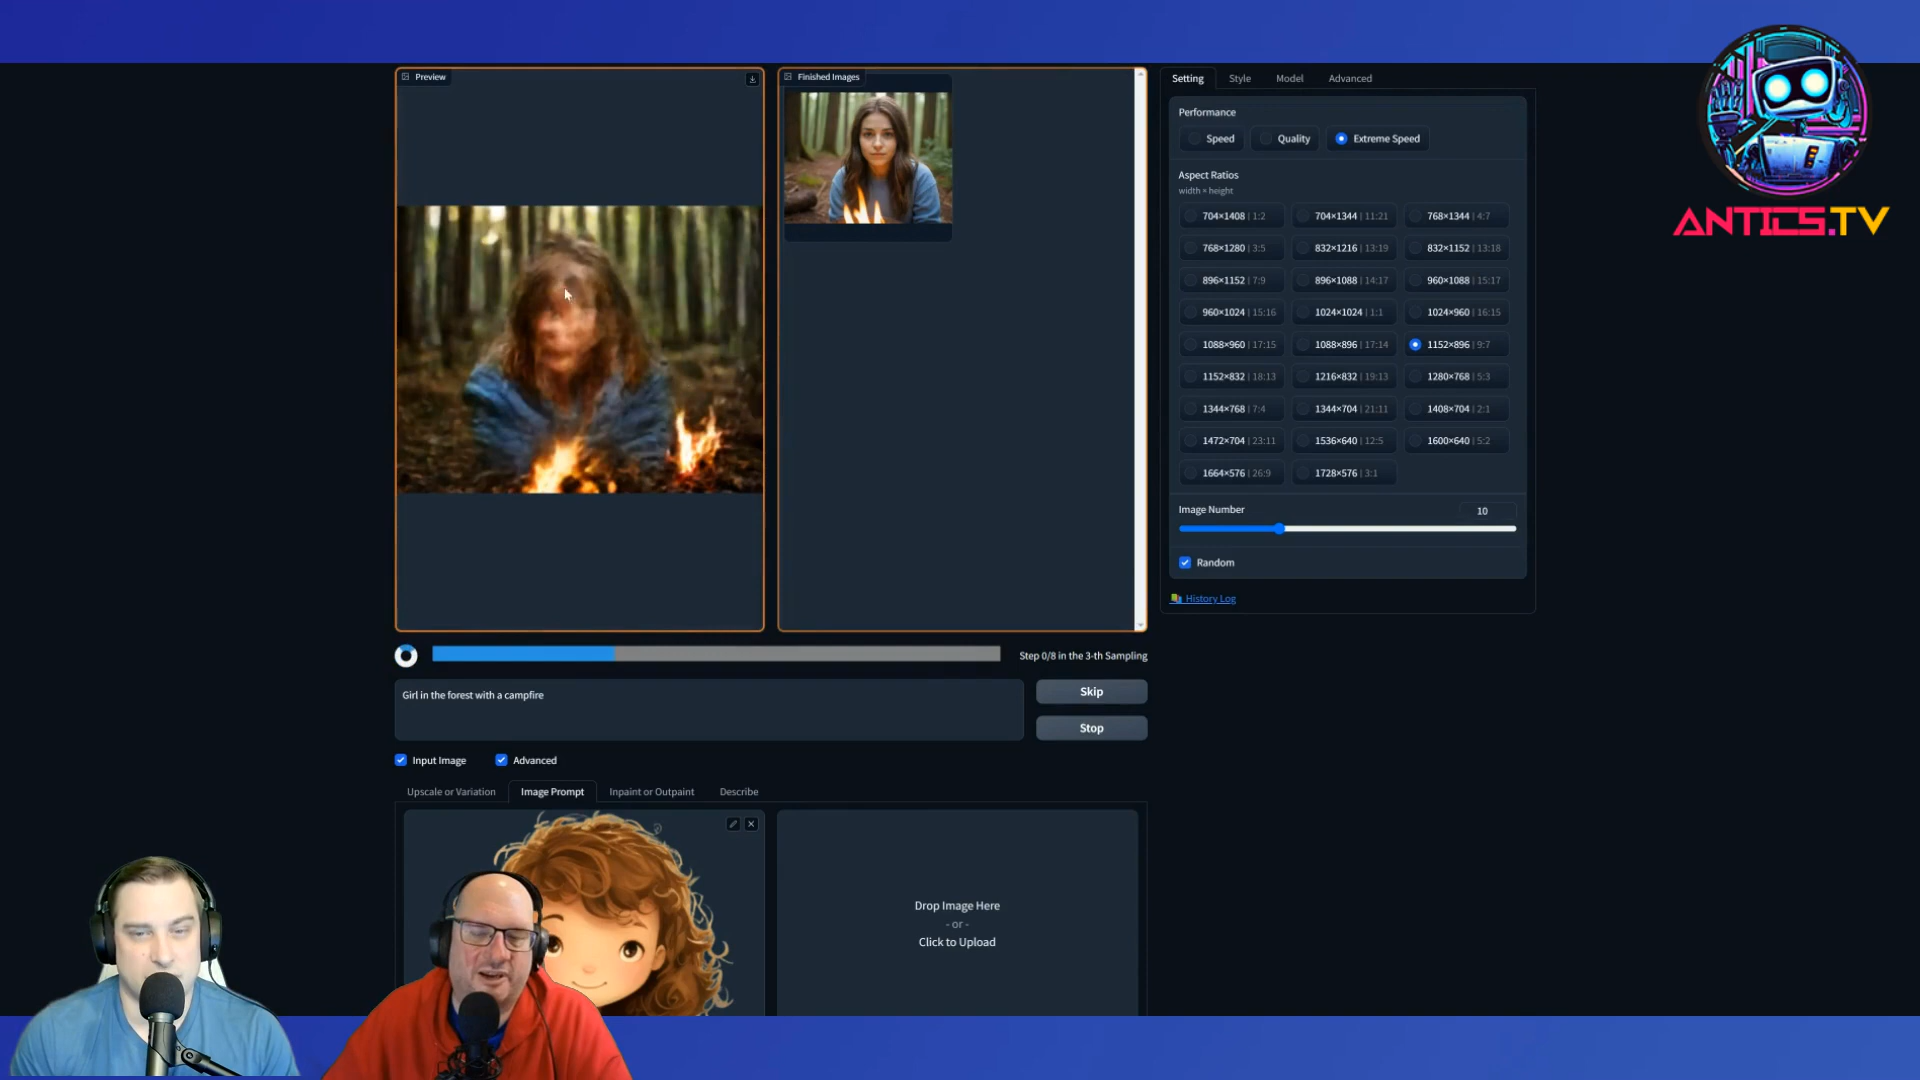 Preview
Finished Images
Setting
Style
Model
Advanced
Performance
Speed
Quality
Extreme Speed
Aspect Ratios
width × height
704×1408 | 1:2
704×1344 | 11:21
768×1344 | 4:7
768×1280 | 3:5
832×1216 | 13:19
832×1152 | 13:18
896×1152 | 7:9
896×1088 | 14:17
960×1088 | 15:17
960×1024 | 15:16
1024×1024 | 1:1
1024×960 | 16:15
1088×960 | 17:15
1088×896 | 17:14
1152×896 | 9:7
1152×832 | 18:13
1216×832 | 19:13
1280×768 | 5:3
1344×768 | 7:4
1344×704 | 21:11
1408×704 | 2:1
1472×704 | 23:11
1536×640 | 12:5
1600×640 | 5:2
1664×576 | 26:9
1728×576 | 3:1
Image Number
10
Random
History Log
Step 0/8 in the 3-th Sampling
Girl in the forest with a campfire
Skip
Stop
Input Image
Advanced
Upscale or Variation
Image Prompt
Inpaint or Outpaint
Describe
Drop Image Here
- or -
Click to Upload
ANTICS.TV